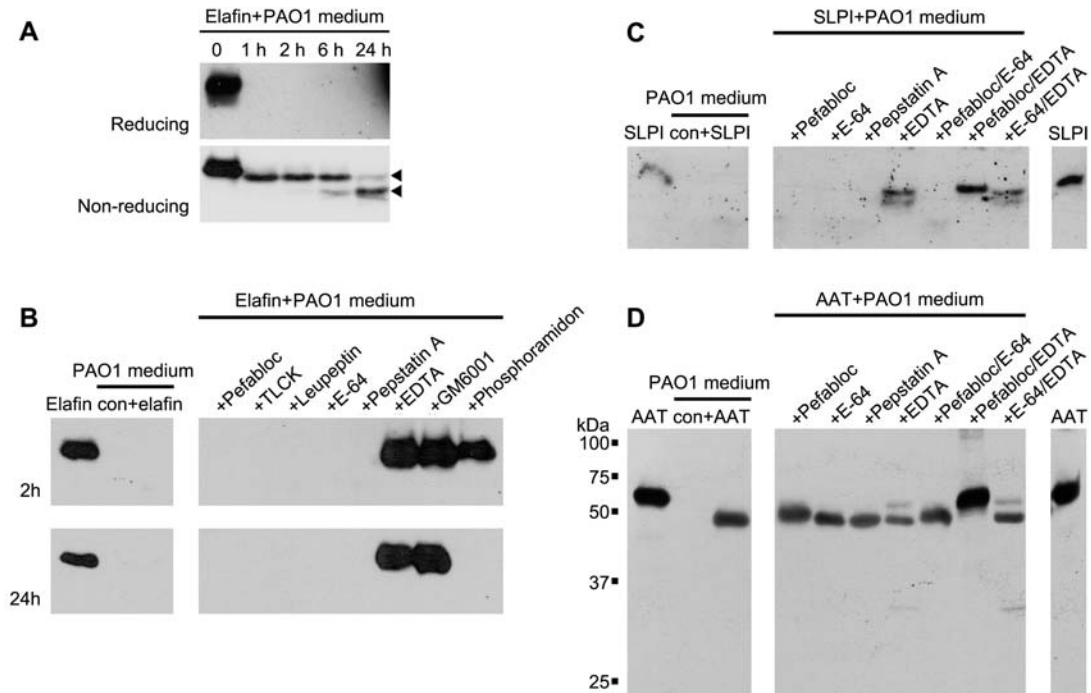 A
Elafin+PAO1 medium
0 1 h 2 h 6 h 24 h
Reducing
Non-reducing
B
Elafin+PAO1 medium
PAO1 medium
Elafin con+elafin
+Pefabloc
+TLCK
+Leupeptin
+E-64
+Pepstatin A
+EDTA
+GM6001
+Phosphoramidon
2h
24h
C
SLPI+PAO1 medium
PAO1 medium
SLPI con+SLPI
+Pefabloc
+E-64
+Pepstatin A
+EDTA
+Pefabloc/E-64
+Pefabloc/EDTA
+E-64/EDTA
SLPI
D
AAT+PAO1 medium
PAO1 medium
AAT con+AAT
+Pefabloc
+E-64
+Pepstatin A
+EDTA
+Pefabloc/E-64
+Pefabloc/EDTA
+E-64/EDTA
AAT
kDa
100
75
50
37
25